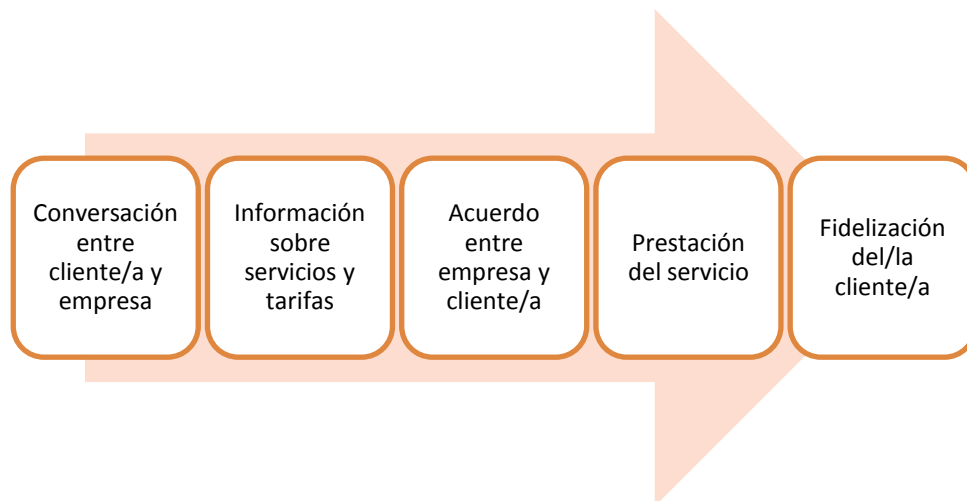 Conversación
entre
cliente/a y
empresa
Información
sobre
servicios y
tarifas
Acuerdo
entre
empresa y
cliente/a
Prestación
del servicio
Fidelización
del/la
cliente/a